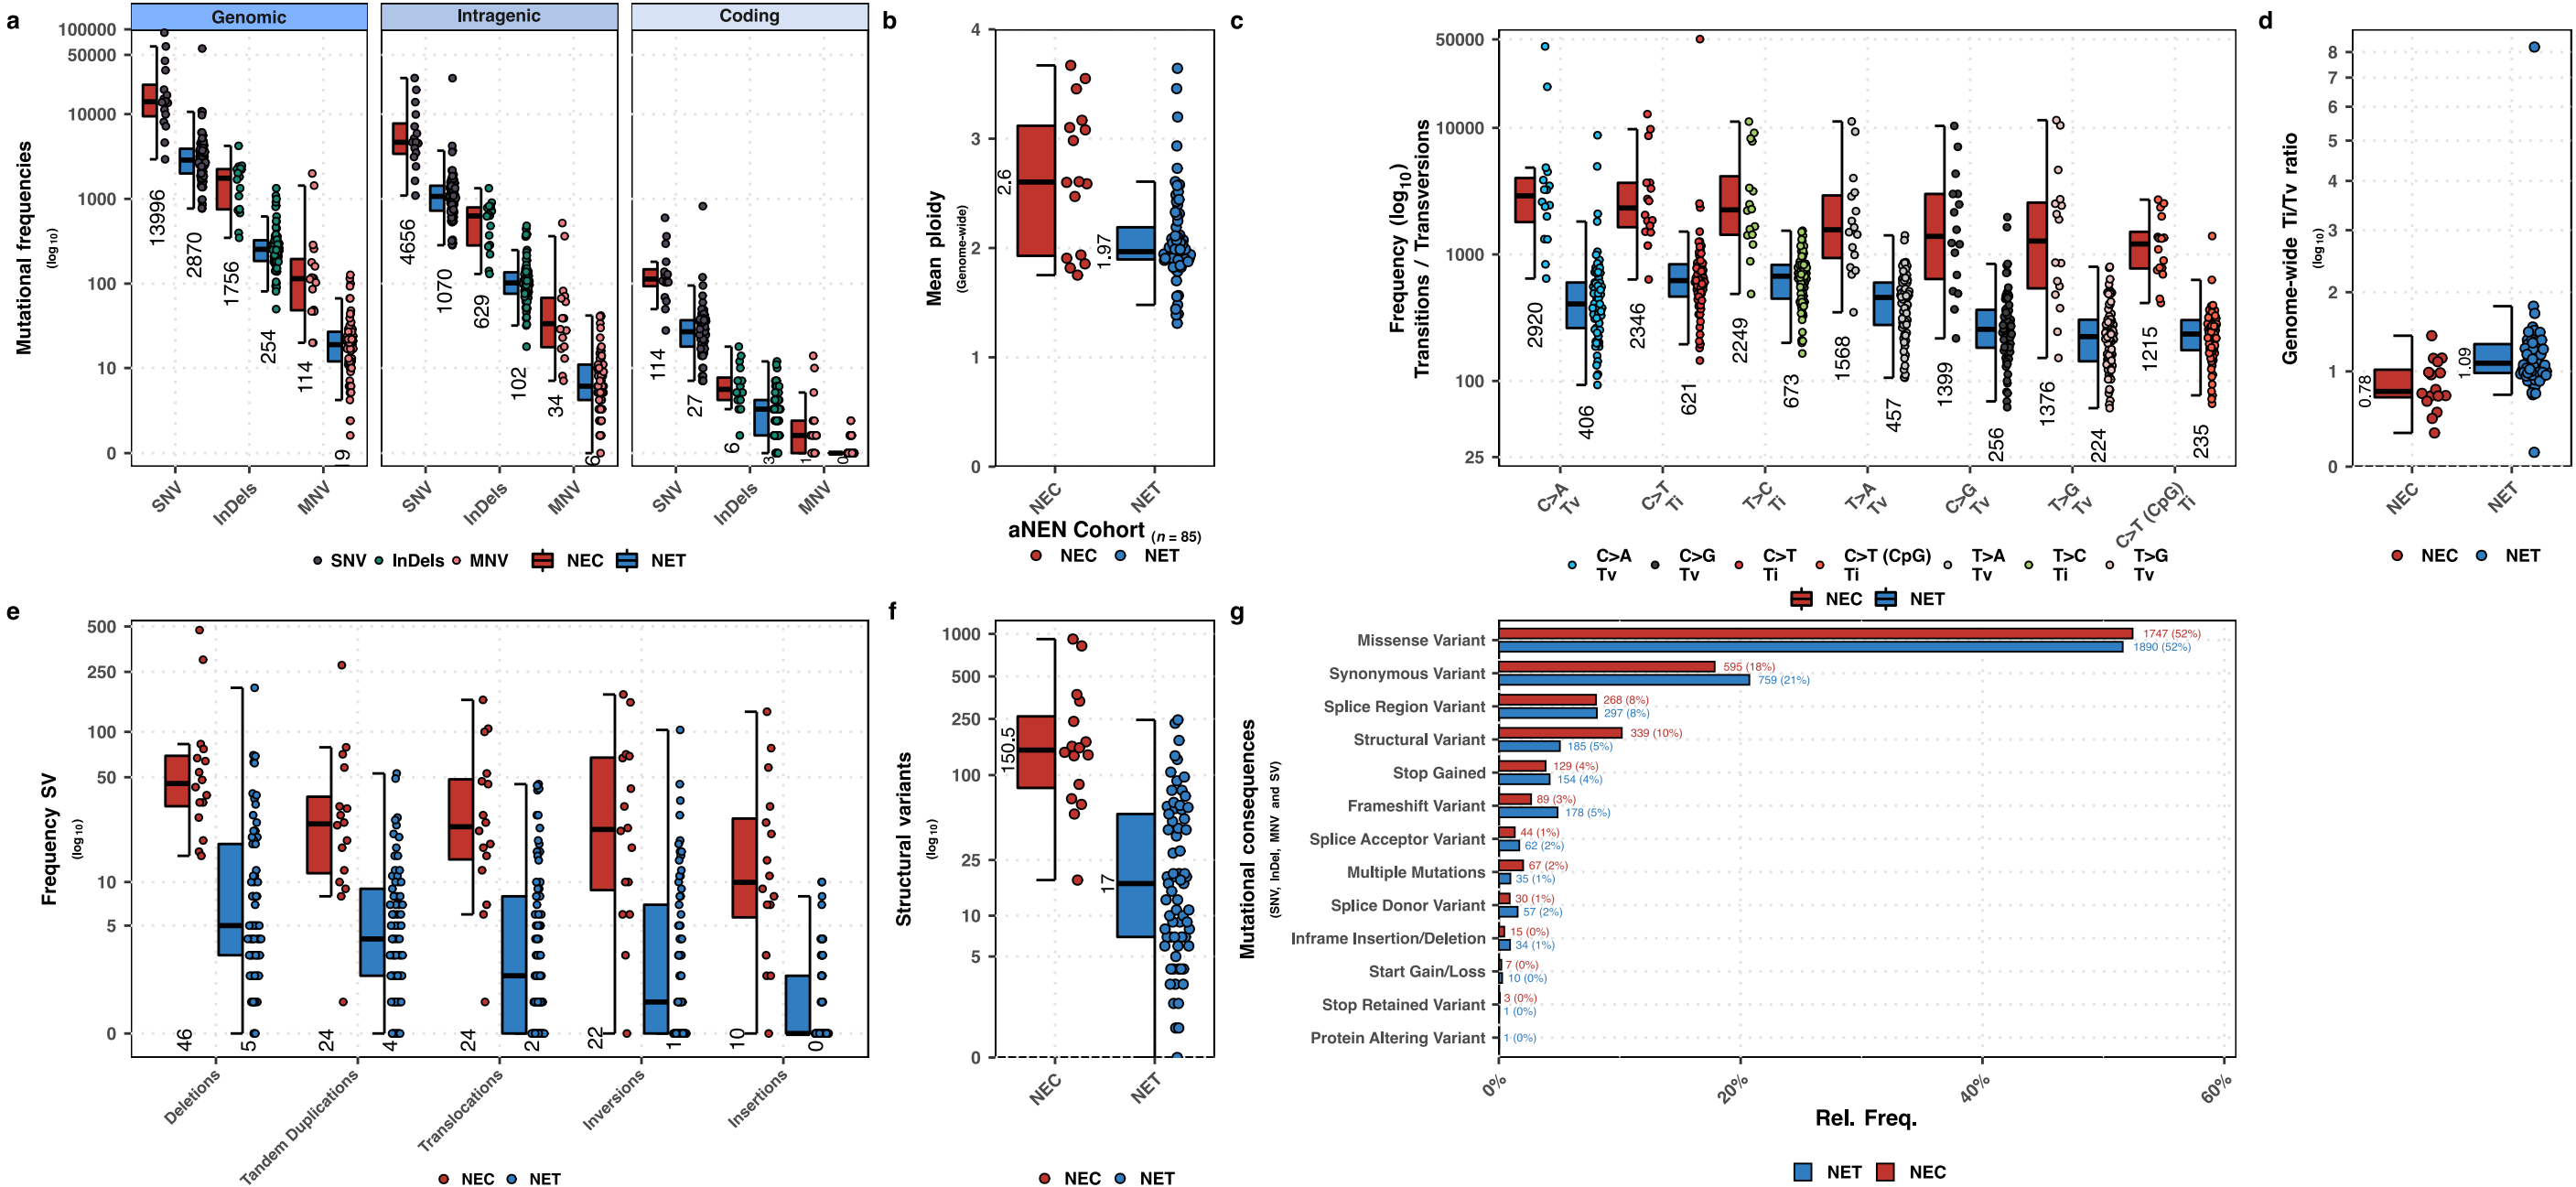 a
Genomic
Intragenic
Coding
Mutational frequencies
(log10)
100000
50000
10000
1000
100
10
0
13996
2870
1756
254
114
19
4656
1070
629
102
34
6
114
27
6
3
1
0
SNV
InDels
MNV
SNV
InDels
MNV
SNV
InDels
MNV
SNV
InDels
MNV
NEC
NET
b
Mean ploidy
(Genome-wide)
4
3
2
1
0
2.6
1.97
NEC
NET
aNEN Cohort (n = 85)
NEC
NET
c
Frequency (log10)
Transitions / Transversions
50000
10000
1000
100
25
2920
406
2346
621
2249
673
1568
457
1399
256
1376
224
1215
235
C>A
Tv
C>T
Ti
T>C
Ti
T>A
Tv
C>G
Tv
T>G
Tv
C>T (CpG)
Ti
C>A
Tv
C>G
Tv
C>T
Ti
C>T (CpG)
Ti
T>A
Tv
T>C
Ti
T>G
Tv
NEC
NET
d
Genome-wide Ti/Tv ratio
(log10)
8
7
6
5
4
3
2
1
0
0.78
1.09
NEC
NET
NEC
NET
e
Frequency SV
(log10)
500
250
100
50
10
5
0
46
5
24
4
24
2
22
1
10
0
Deletions
Tandem Duplications
Translocations
Inversions
Insertions
NEC
NET
f
Structural variants
(log10)
1000
500
250
100
25
10
5
0
150.5
17
NEC
NET
NEC
NET
g
Mutational consequences
(SNV, InDel, MNV and SV)
Missense Variant
1747 (52%)
1890 (52%)
Synonymous Variant
595 (18%)
759 (21%)
Splice Region Variant
268 (8%)
297 (8%)
Structural Variant
339 (10%)
185 (5%)
Stop Gained
129 (4%)
154 (4%)
Frameshift Variant
89 (3%)
178 (5%)
Splice Acceptor Variant
44 (1%)
62 (2%)
Multiple Mutations
67 (2%)
35 (1%)
Splice Donor Variant
30 (1%)
57 (2%)
Inframe Insertion/Deletion
15 (0%)
34 (1%)
Start Gain/Loss
7 (0%)
10 (0%)
Stop Retained Variant
3 (0%)
1 (0%)
Protein Altering Variant
1 (0%)
0%
20%
40%
60%
Rel. Freq.
NET
NEC